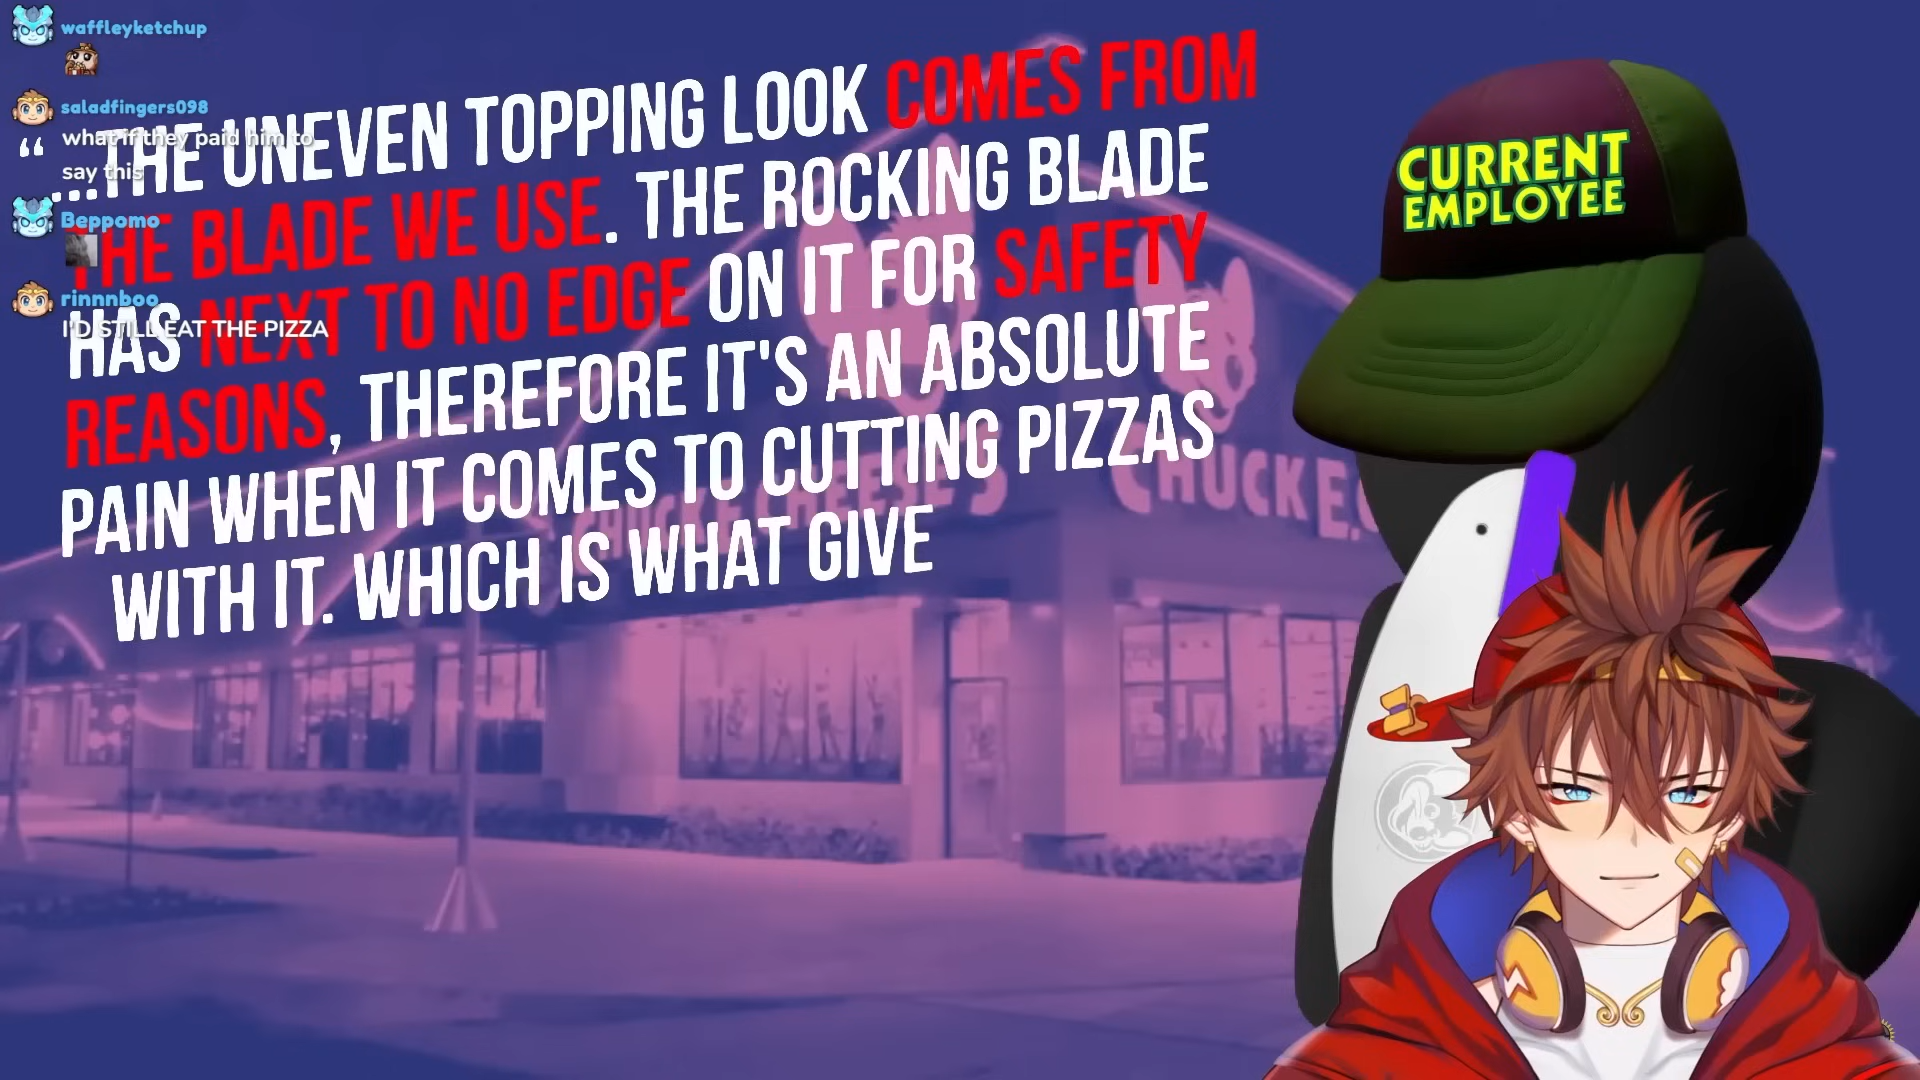 waffleyketchup
saladfingers098
what if they paid him to
say this
Beppomo
rinnnboo
I'D STILL EAT THE PIZZA
“...THE UNEVEN TOPPING LOOK COMES FROM
THE BLADE WE USE. THE ROCKING BLADE
HAS NEXT TO NO EDGE ON IT FOR SAFETY
REASONS, THEREFORE IT'S AN ABSOLUTE
PAIN WHEN IT COMES TO CUTTING PIZZAS
WITH IT. WHICH IS WHAT GIVE
CURRENT
EMPLOYEE
CHUCK E. CHEESE'S
CHUCK E.